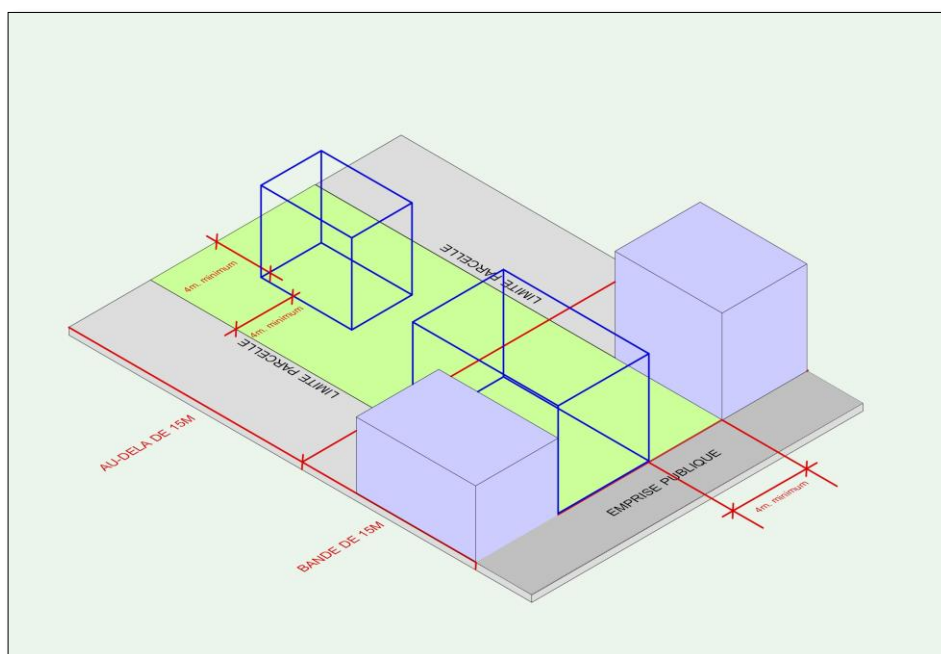 LIMITE PARCELLE
4m. minimum
4m. minimum
LIMITE PARCELLE
AU-DELA DE 15M
EMPRISE PUBLIQUE
4m. minimum
BANDE DE 15M